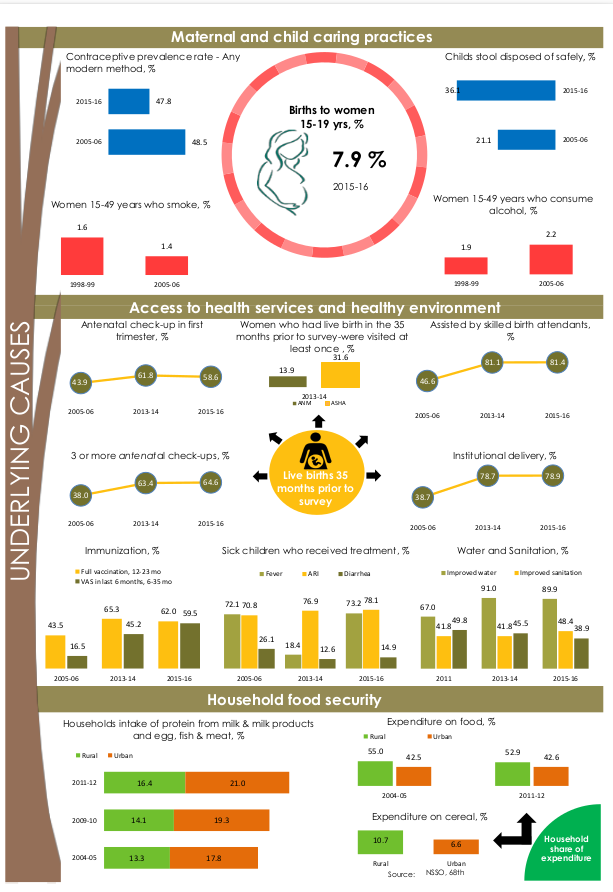 Maternal and child caring practices
Contraceptive prevalence rate - Any
modern method, %
2015-16
47.8
2005-06
48.5
Births to women
15-19 yrs, %
7.9 %
2015-16
Childs stool disposed of safely, %
36.1
2015-16
21.1
2005-06
Women 15-49 years who smoke, %
1.6
1.4
1998-99
2005-06
Women 15-49 years who consume
alcohol, %
1.9
2.2
1998-99
2005-06
UNDERLYING CAUSES
Access to health services and healthy environment
Antenatal check-up in first
trimester, %
43.9
61.8
58.6
2005-06
2013-14
2015-16
Women who had live birth in the 35
months prior to survey-were visited at
least once , %
13.9
31.6
2013-14
ANM
ASHA
Assisted by skilled birth attendants,
%
46.6
81.1
81.4
2005-06
2013-14
2015-16
3 or more antenatal check-ups, %
38.0
63.4
64.6
2005-06
2013-14
2015-16
Live births 35
months prior to
survey
Institutional delivery, %
38.7
78.7
78.9
2005-06
2013-14
2015-16
Immunization, %
Full vaccination, 12-23 mo
VAS in last 6 months, 6-35 mo
43.5
16.5
65.3
45.2
62.0
59.5
2005-06
2013-14
2015-16
Sick children who received treatment, %
Fever
ARI
Diarrhea
72.1
70.8
26.1
18.4
76.9
12.6
73.2
78.1
14.9
2005-06
2013-14
2015-16
Water and Sanitation, %
Improved water
Improved sanitation
67.0
41.8
49.8
91.0
41.8
45.5
89.9
48.4
38.9
2011
2013-14
2015-16
Household food security
Households intake of protein from milk & milk products
and egg, fish & meat, %
Rural
Urban
2011-12
16.4
21.0
2009-10
14.1
19.3
2004-05
13.3
17.8
Expenditure on food, %
Rural
Urban
55.0
42.5
52.9
42.6
2004-05
2011-12
Expenditure on cereal, %
10.7
6.6
Rural
Urban
Source: NSSO, 68th
Household
share of
expenditure